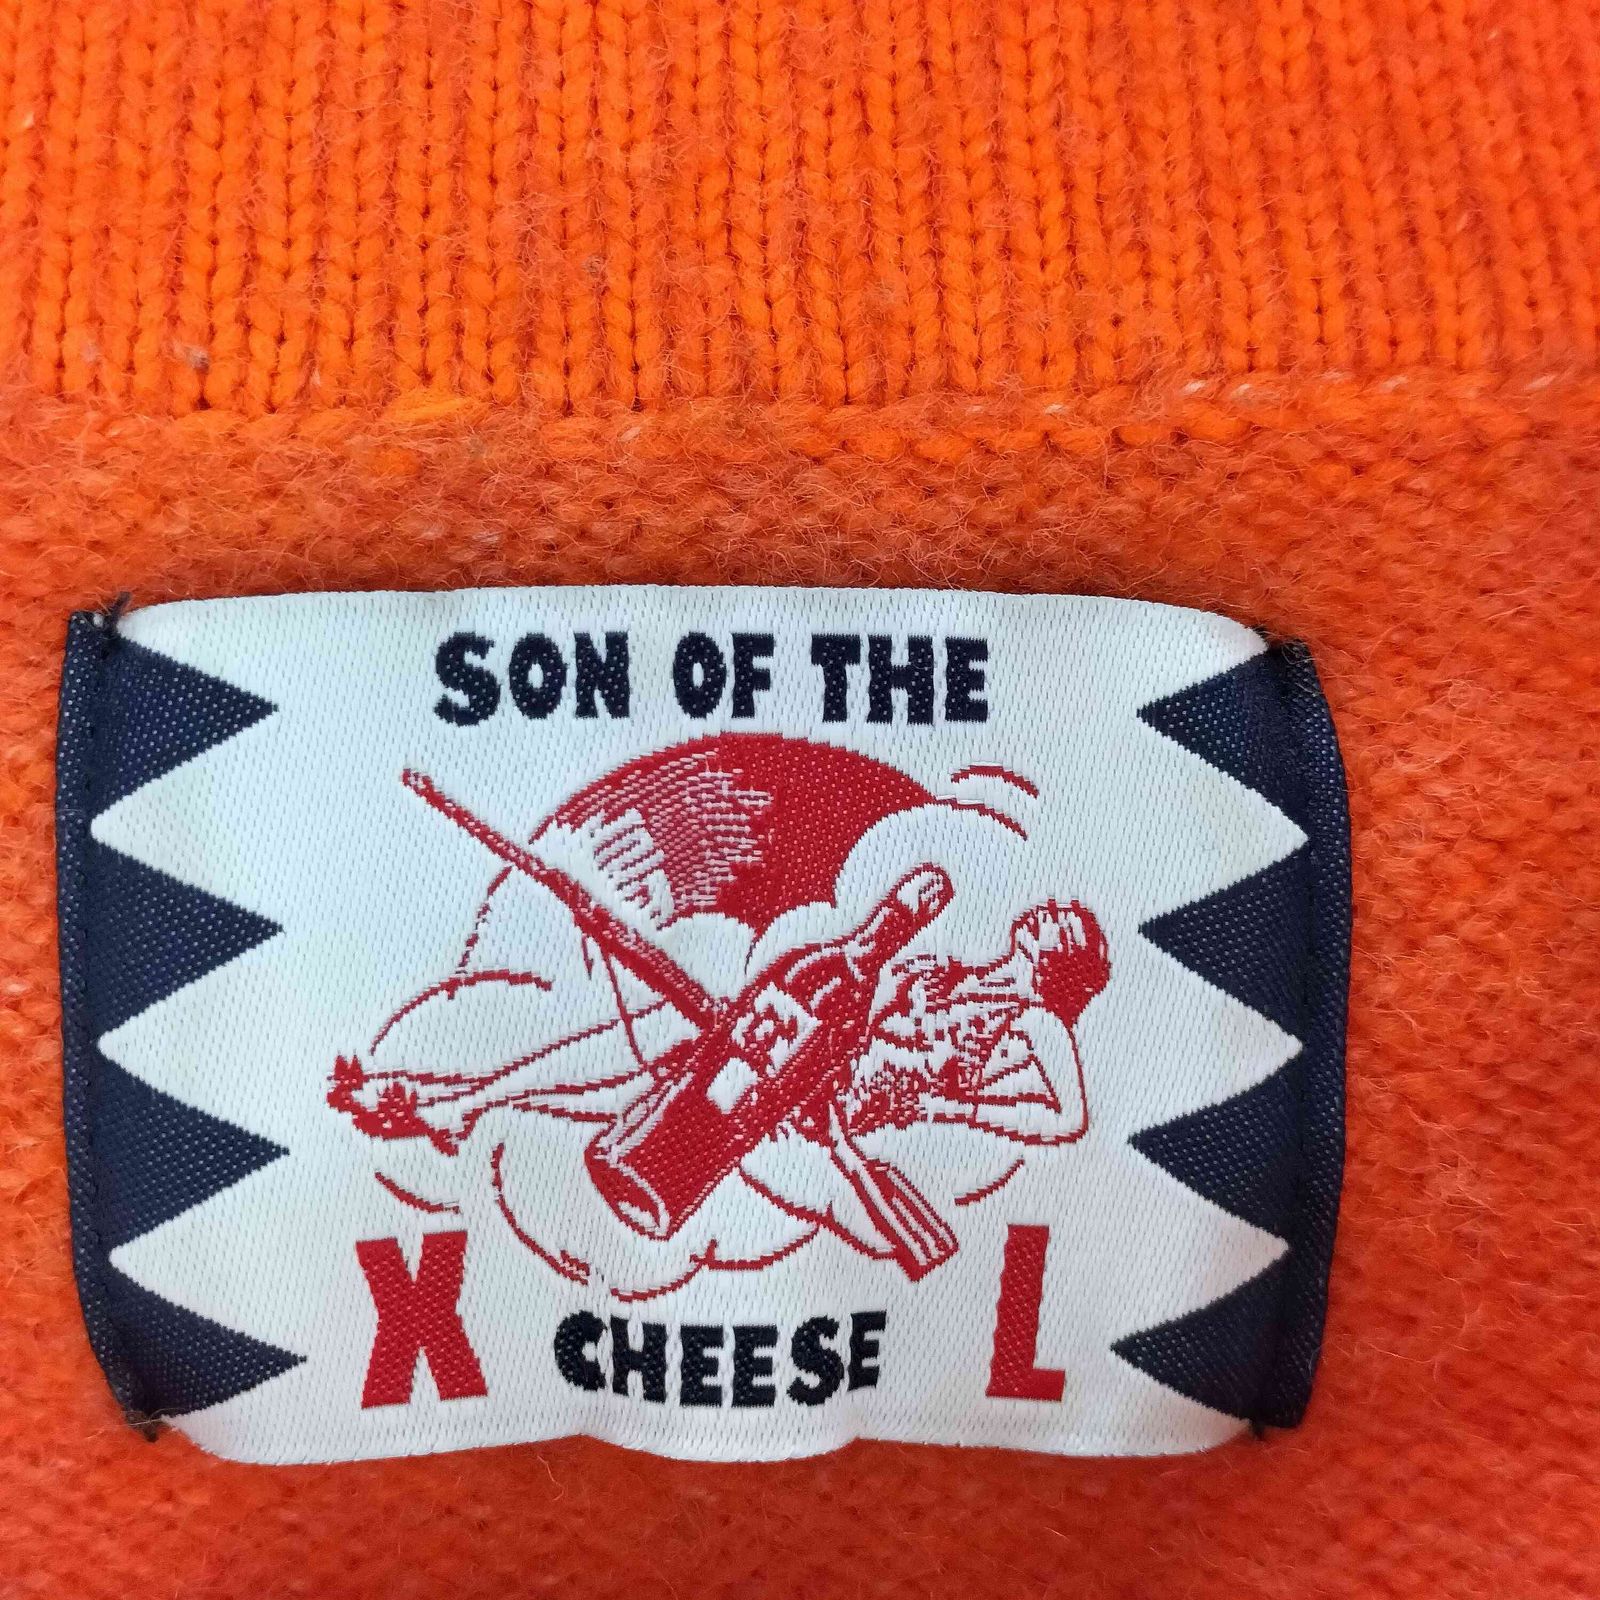 SON OF THE
X CHEESE L